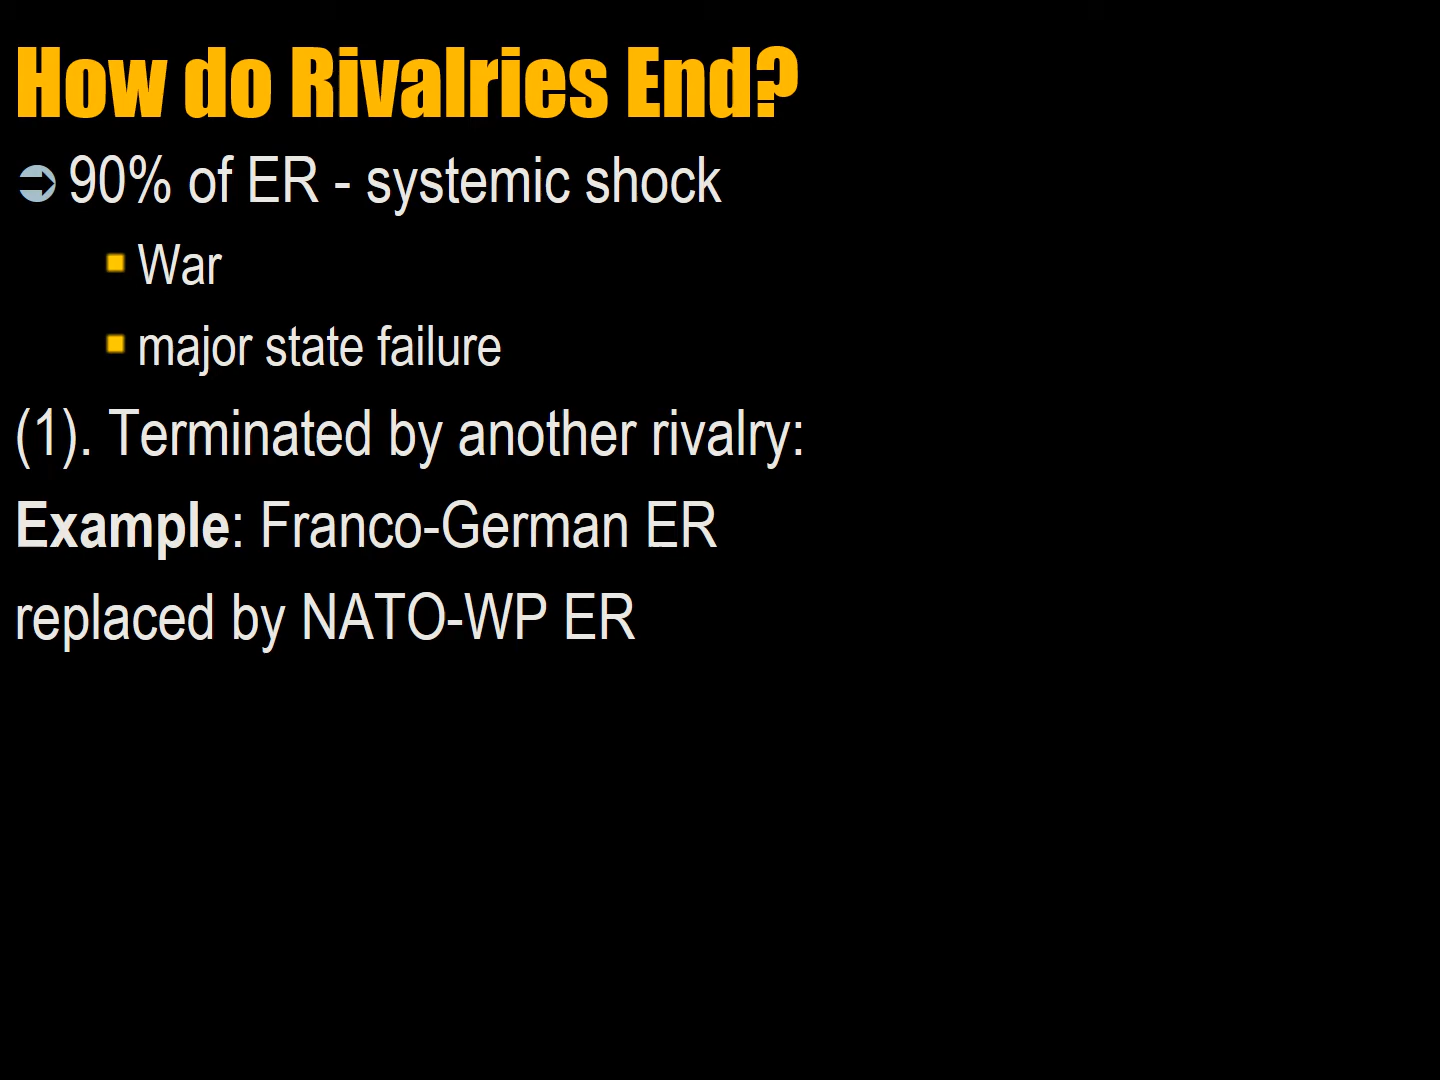 How do Rivalries End?
90% of ER - systemic shock
War
major state failure
(1). Terminated by another rivalry:
Example: Franco-German ER
replaced by NATO-WP ER